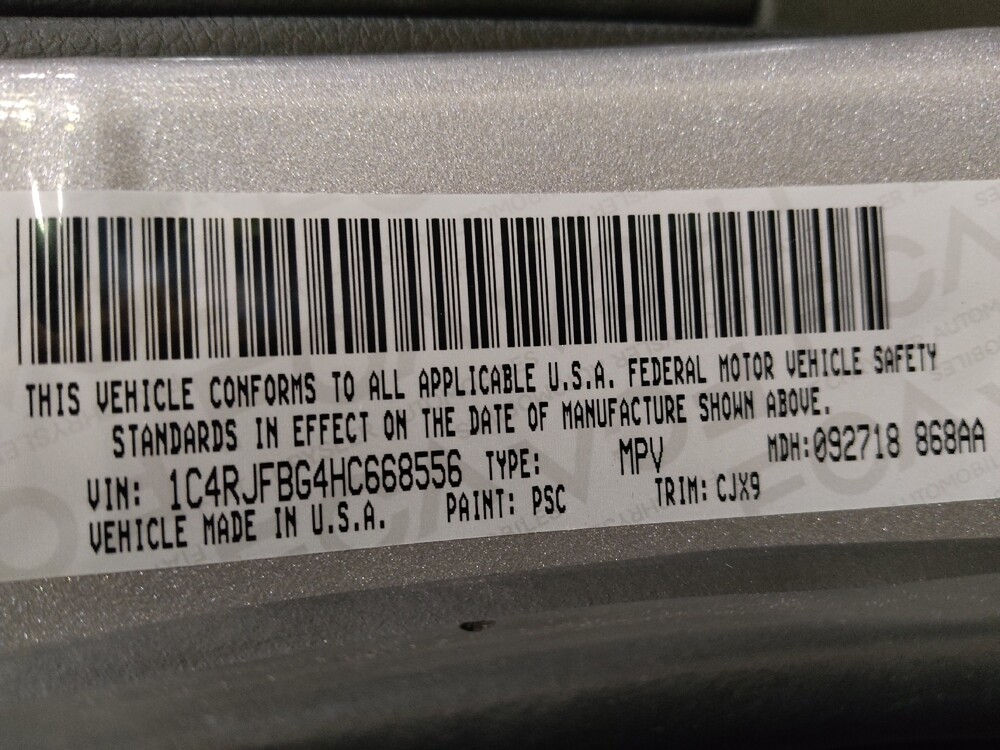 THIS VEHICLE CONFORMS TO ALL APPLICABLE U.S.A. FEDERAL MOTOR VEHICLE SAFETY
STANDARDS IN EFFECT ON THE DATE OF MANUFACTURE SHOWN ABOVE.
VIN: 1C4RJFBG4HC668556 TYPE: MPV MDH:092718 868AA
VEHICLE MADE IN U.S.A. PAINT: PSC TRIM: CJX9